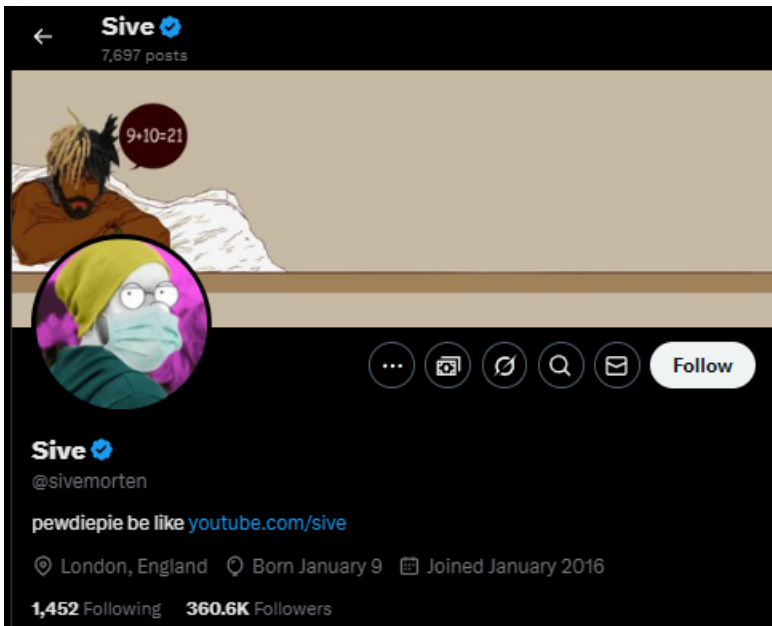 Sive
7,697 posts
9+10=21
Follow
Sive
@sivemorten
pewdiepie be like youtube.com/sive
London, England Born January 9 Joined January 2016
1,452 Following 360.6K Followers